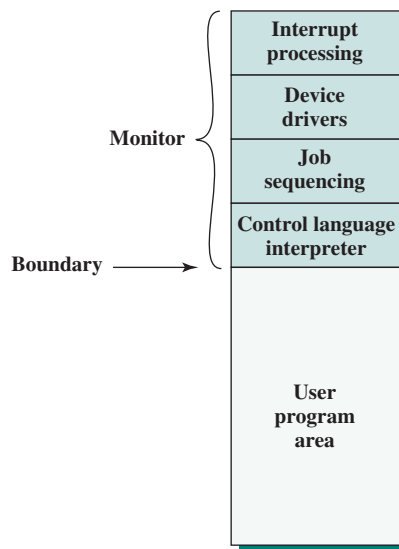 Interrupt
processing
Device
drivers
Monitor
Job
sequencing
Control language
interpreter
Boundary
User
program
area